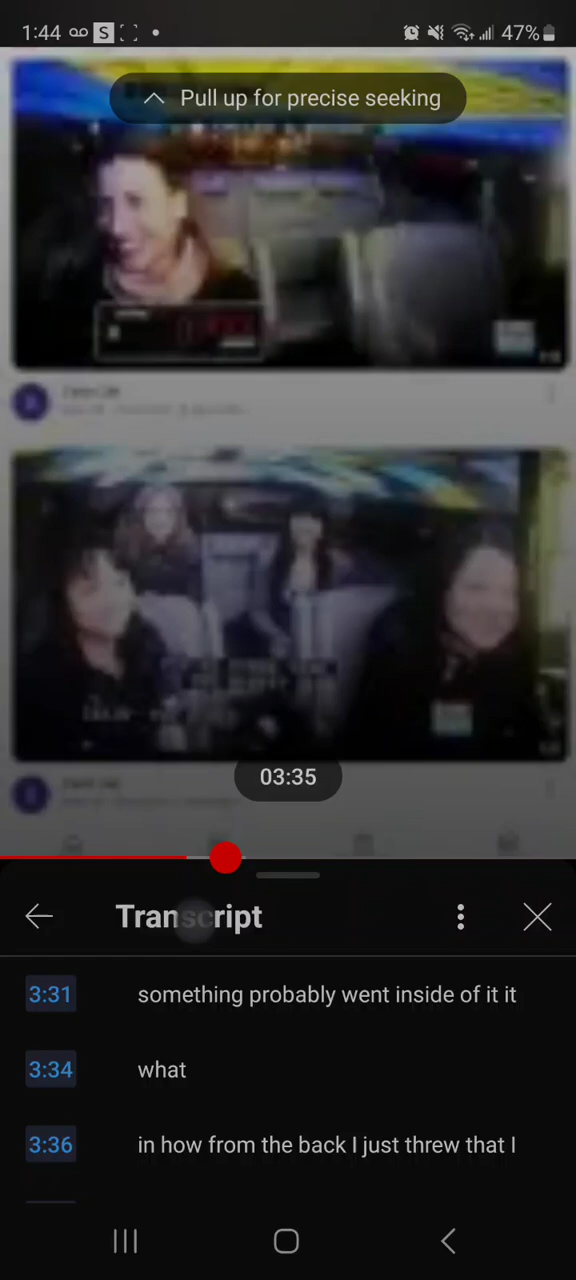 1:44 S 47%
Pull up for precise seeking
03:35
Transcript
3:31 something probably went inside of it it
3:34 what
3:36 in how from the back I just threw that I